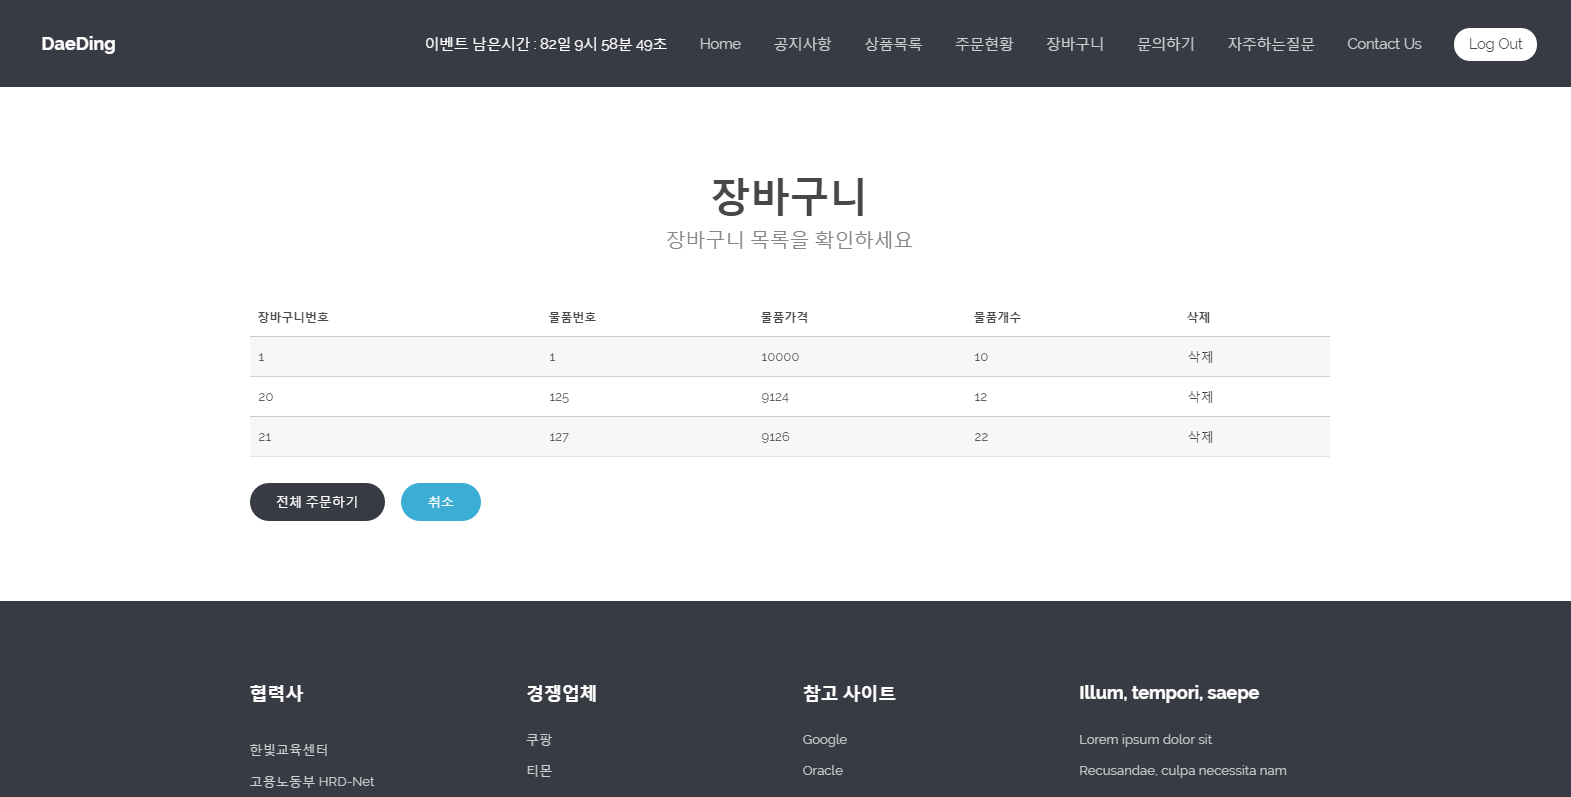 DaeDing 이벤트 남은시간 : 82일 9시 58분 49초 Home 공지사항 상품목록 주문현황 장바구니 문의하기 자주하는질문 Contact Us Log Out
장바구니
장바구니 목록을 확인하세요
장바구니번호 물품번호 물품가격 물품개수 삭제
1 1 10000 10 삭제
20 125 9124 12 삭제
21 127 9126 22 삭제
전체 주문하기 취소
협력사 경쟁업체 참고 사이트 Illum, tempori, saepe
쿠팡 Google Lorem ipsum dolor sit
한빛교육센터
티몬 Oracle Recusandae, culpa necessita nam
고용노동부 HRD-Net